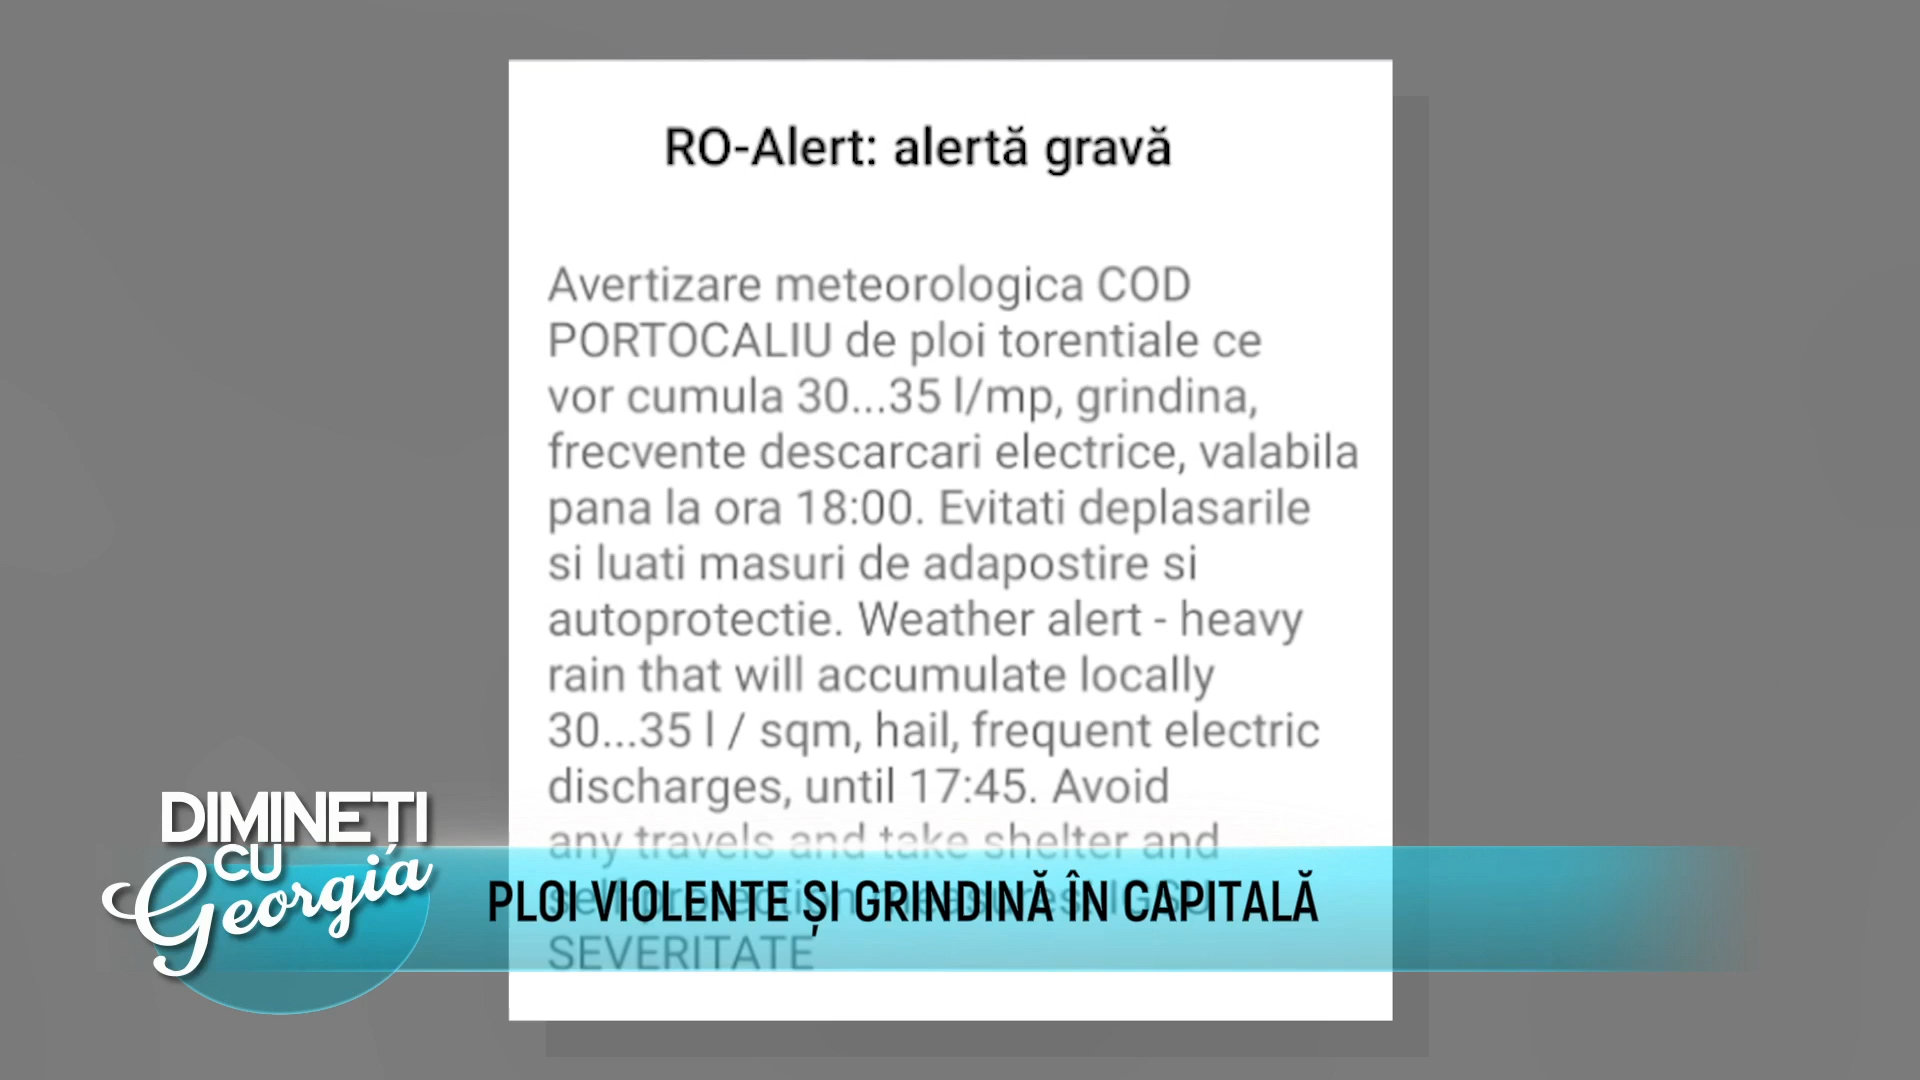 RO-Alert: alertă gravă
Avertizare meteorologica COD
PORTOCALIU de ploi torentiale ce
vor cumula 30...35 l/mp, grindina,
frecvente descarcari electrice, valabila
pana la ora 18:00. Evitati deplasarile
si luati masuri de adapostire si
autoprotectie. Weather alert - heavy
rain that will accumulate locally
30...35 l / sqm, hail, frequent electric
discharges, until 17:45. Avoid
any travels and take shelter and
SEVERITATE
DIMINEȚI
CU
Georgia
PLOI VIOLENTE ȘI GRINDINĂ ÎN CAPITALĂ